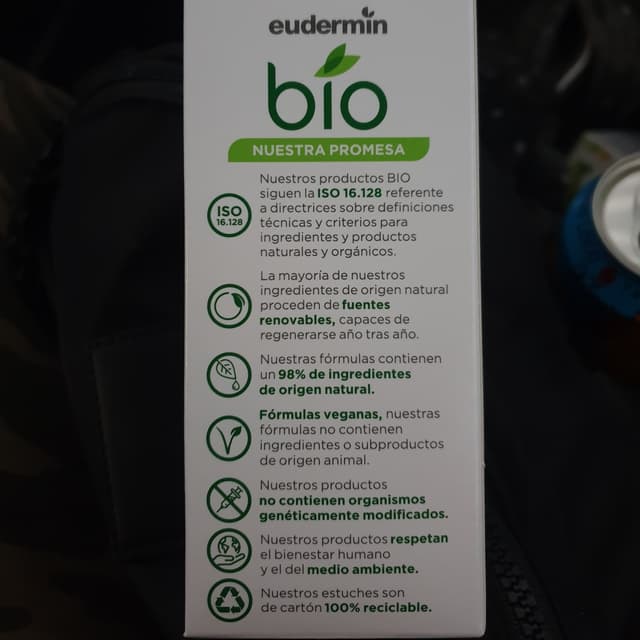 eudermin
bio
NUESTRA PROMESA
Nuestros productos BIO
siguen la ISO 16.128 referente
a directrices sobre definiciones
técnicas y criterios para
ingredientes y productos
naturales y orgánicos.
ISO
16.128
La mayoría de nuestros
ingredientes de origen natural
proceden de fuentes
renovables, capaces de
regenerarse año tras año.
Nuestras fórmulas contienen
un 98% de ingredientes
de origen natural.
Fórmulas veganas, nuestras
fórmulas no contienen
ingredientes o subproductos
de origen animal.
Nuestros productos
no contienen organismos
genéticamente modificados.
Nuestros productos respetan
el bienestar humano
y el del medio ambiente.
Nuestros estuches son
de cartón 100% reciclable.